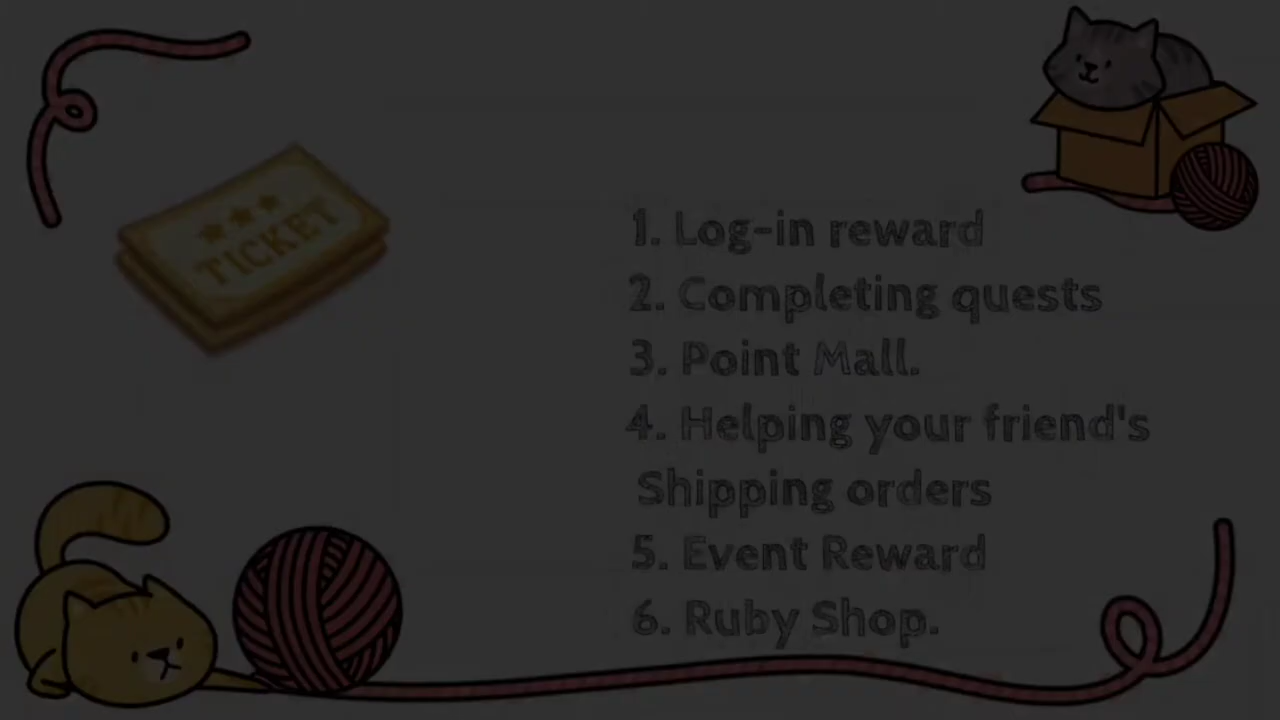 TICKET
1. Log-in reward
2. Completing quests
3. Point Mall.
4. Helping your friend's
Shipping orders
5. Event Reward
6. Ruby Shop.